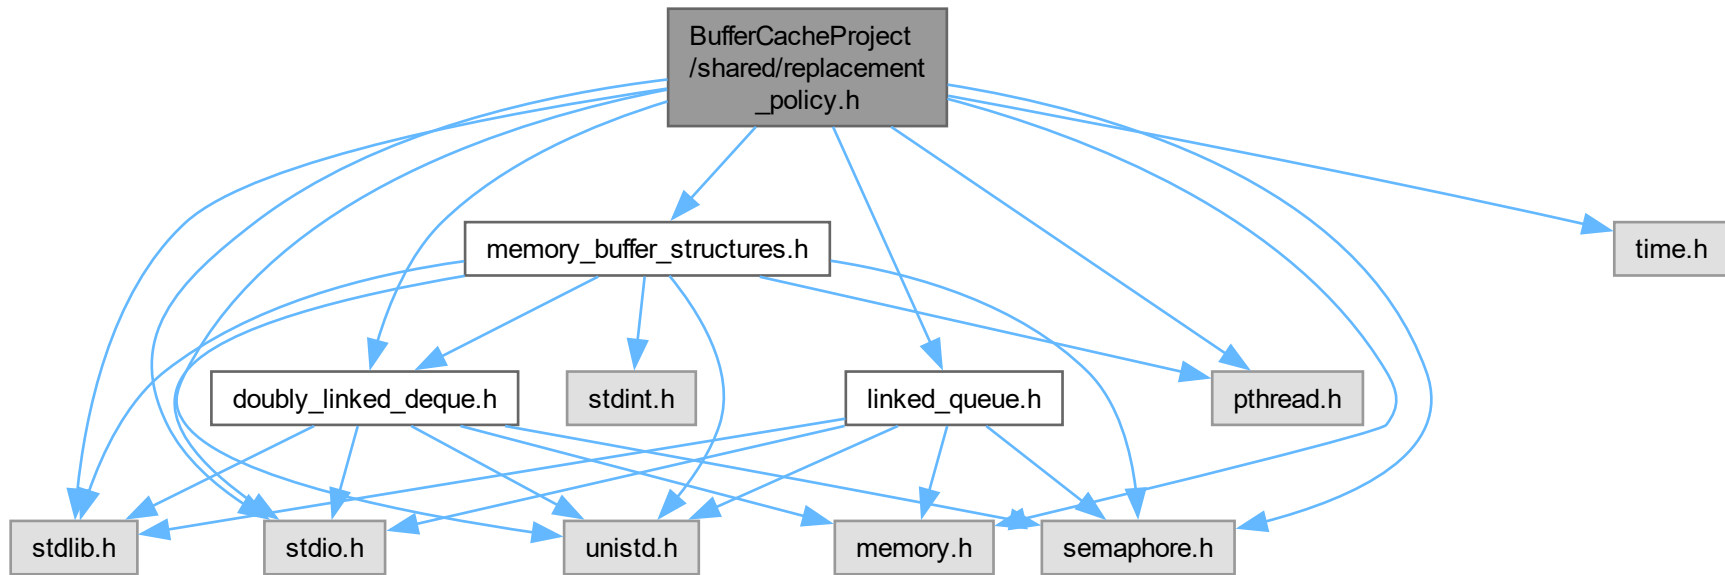 BufferCacheProject
/shared/replacement
_policy.h
memory_buffer_structures.h
time.h
doubly_linked_deque.h
stdint.h
linked_queue.h
pthread.h
stdlib.h
stdio.h
unistd.h
memory.h
semaphore.h